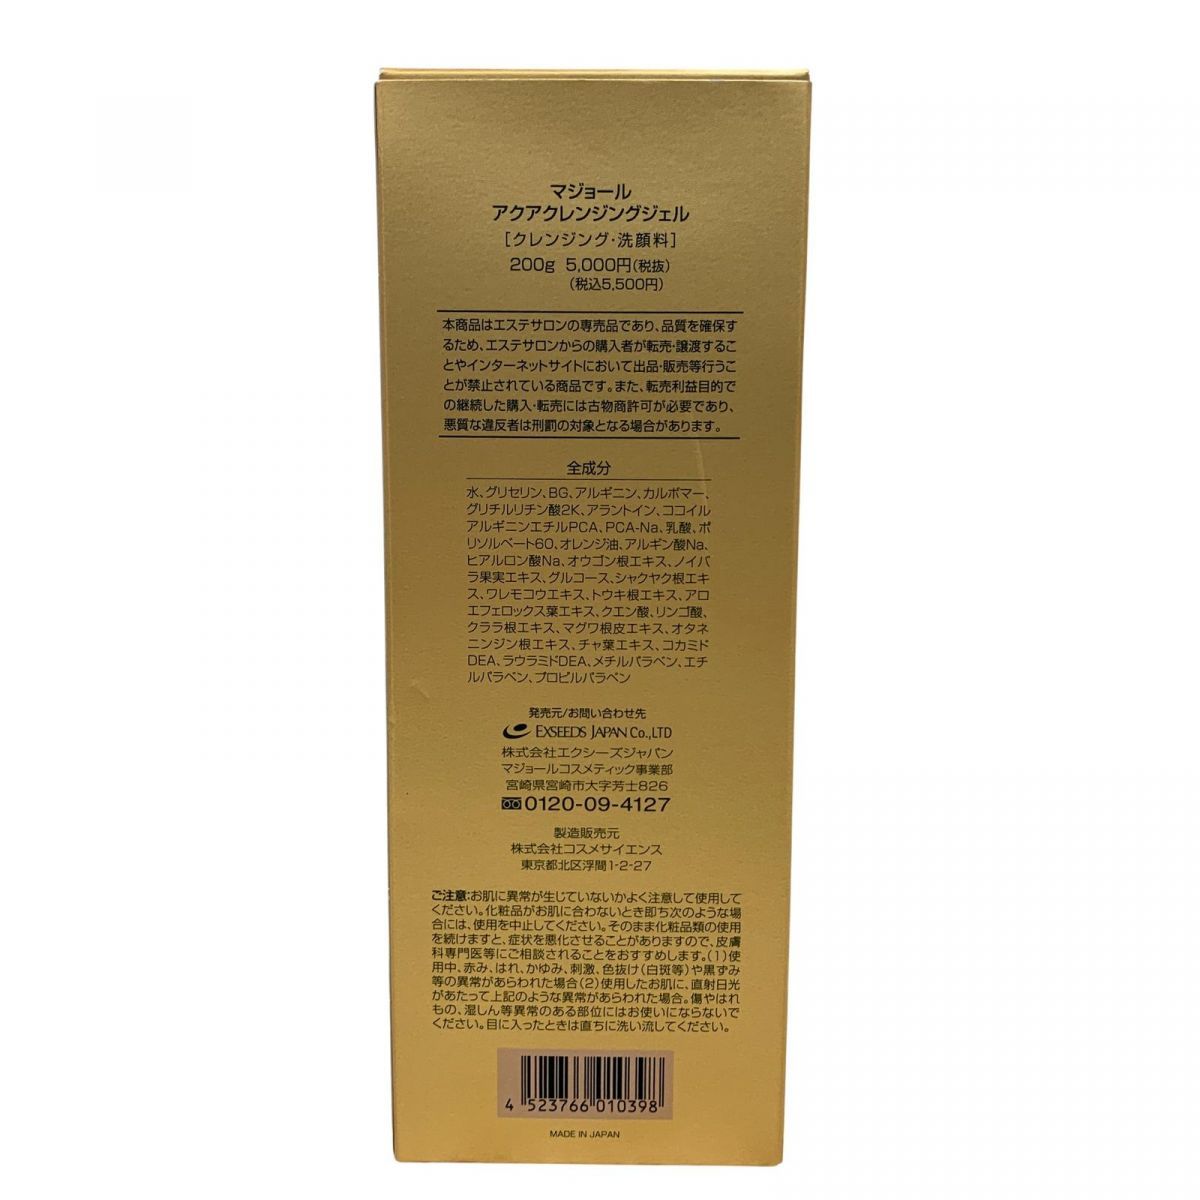 マジョール
アクアクレンジングジェル
[クレンジング・洗顔料]
200g 5,000円(税抜)
(税込5,500円)
本商品はエステサロンの専売品であり、品質を確保す
るため、エステサロンからの購入者が転売・譲渡するこ
とやインターネットサイトにおいて出品・販売等行うこ
とが禁止されている商品です。また、転売利益目的で
の継続した購入・転売には古物商許可が必要であり、
悪質な違反者は刑罰の対象となる場合があります。
全成分
水、グリセリン、BG、アルギニン、カルボマー、
グリチルリチン酸2K、アラントイン、ココイル
アルギニンエチルPCA、PCA-Na、乳酸、ポ
リソルベート60、オレンジ油、アルギン酸Na、
ヒアルロン酸Na、オウゴン根エキス、ノイバ
ラ果実エキス、グルコース、シャクヤク根エキ
ス、ワレモコウエキス、トウキ根エキス、アロ
エフェロックス葉エキス、クエン酸、リンゴ酸、
クララ根エキス、マグワ根皮エキス、オタネ
ニンジン根エキス、チャ葉エキス、コカミド
DEA、ラウラミドDEA、メチルパラベン、エチ
ルパラベン、プロピルパラベン
発売元/お問い合わせ先
EXSEEDS JAPAN Co.,LTD
株式会社エクシーズジャパン
マジョールコスメティック事業部
宮崎県宮崎市大字芳士826
0120-09-4127
製造販売元
株式会社コスメサイエンス
東京都北区浮間1-2-27
ご注意:お肌に異常が生じていないかよく注意して使用して
ください。化粧品がお肌に合わないとき即ち次のような場
合には、使用を中止してください。そのまま化粧品類の使用
を続けますと、症状を悪化させることがありますので、皮膚
科専門医等にご相談されることをおすすめします。(1)使
用中、赤み、はれ、かゆみ、刺激、色抜け(白斑等)や黒ずみ
等の異常があらわれた場合(2)使用したお肌に、直射日光
があたって上記のような異常があらわれた場合。傷やはれ
もの、湿しん等異常のある部位にはお使いにならないで
ください。目に入ったときは直ちに洗い流してください。
4 523766 010398
MADE IN JAPAN